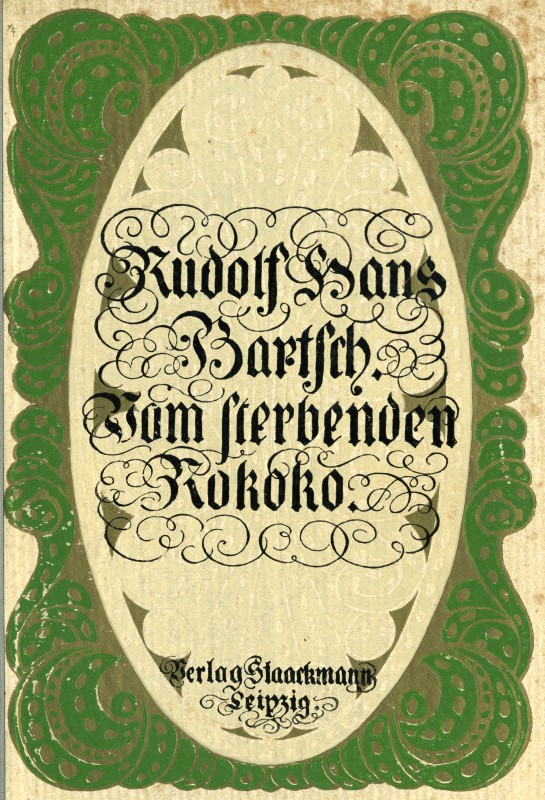 Rudolf Hans
Bartsch.
Vom sterbenden
Rokoko.
Verlag Staackmann
Leipzig.